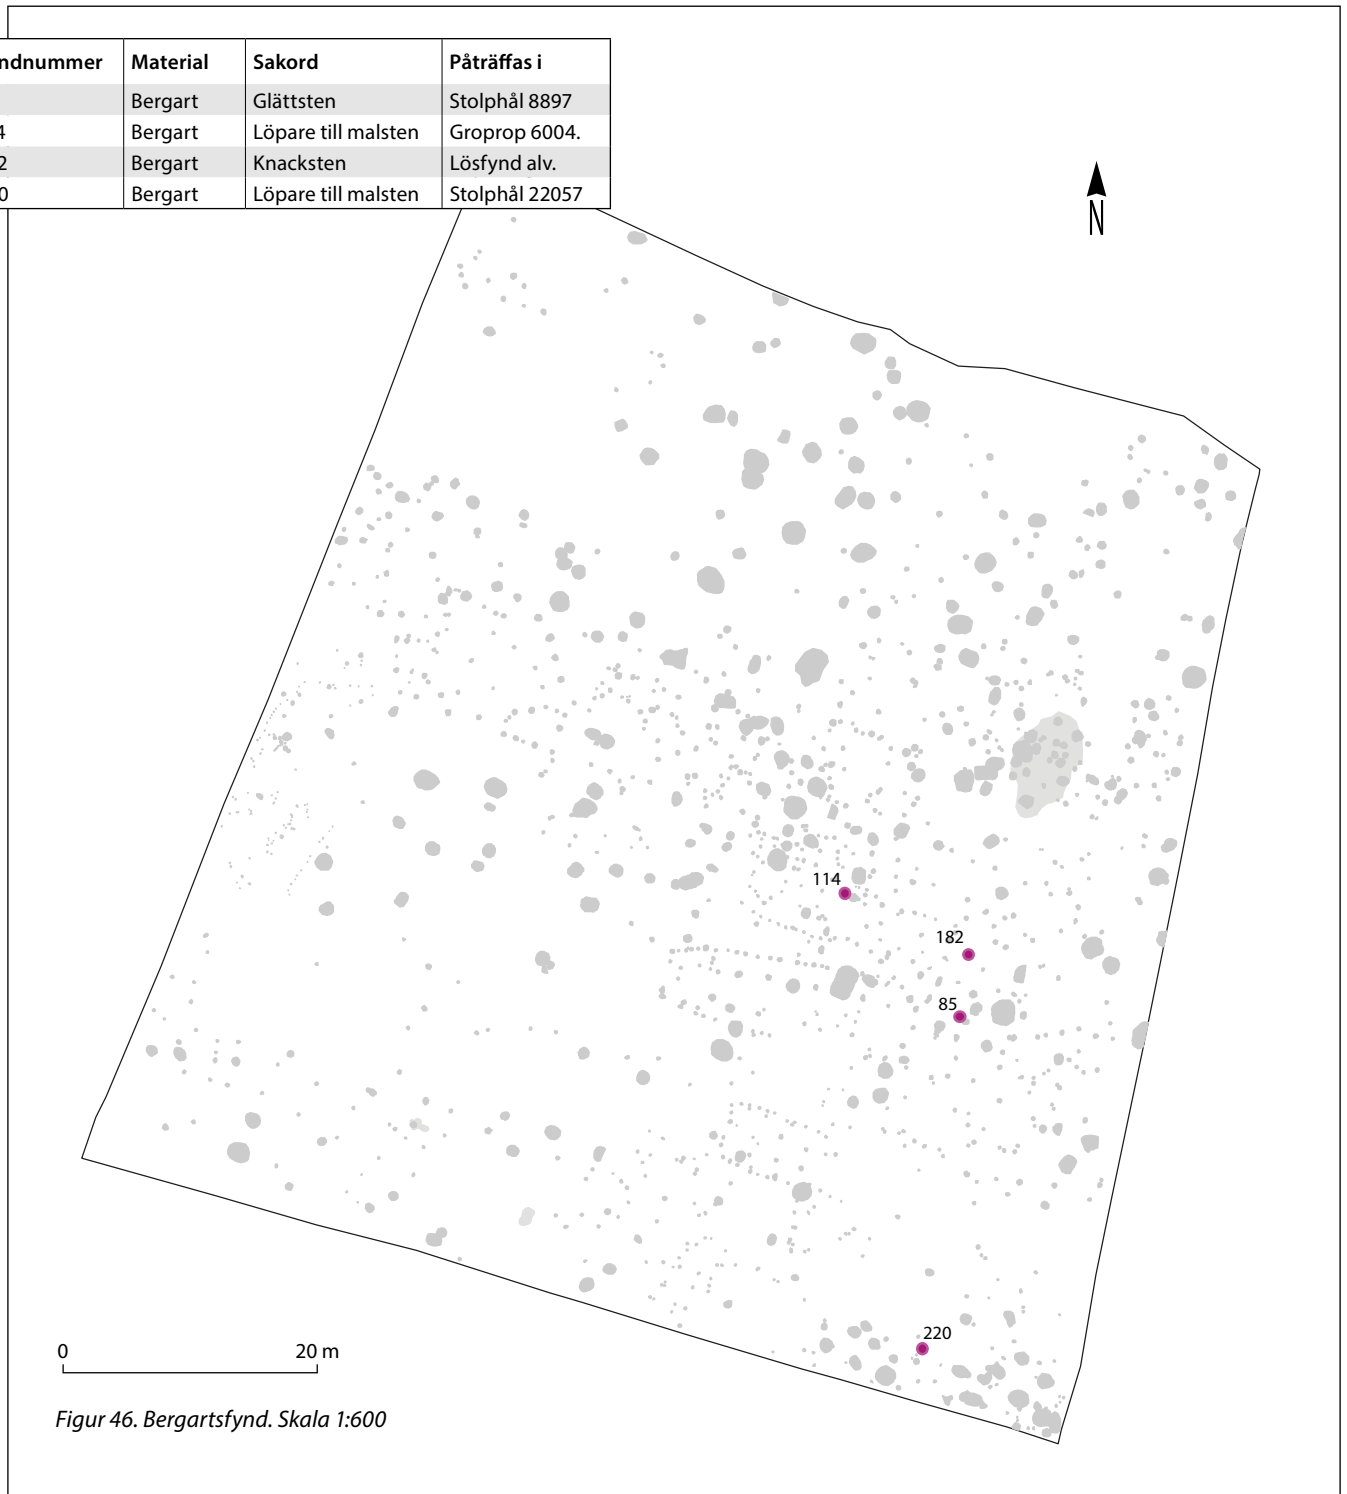 ndnummer Material Sakord Påträffas i
Bergart Glättsten Stolphål 8897
4 Bergart Löpare till malsten Groprop 6004.
2 Bergart Knacksten Lösfynd alv.
0 Bergart Löpare till malsten Stolphål 22057
N
114
182
85
220
0 20 m
Figur 46. Bergartsfynd. Skala 1:600